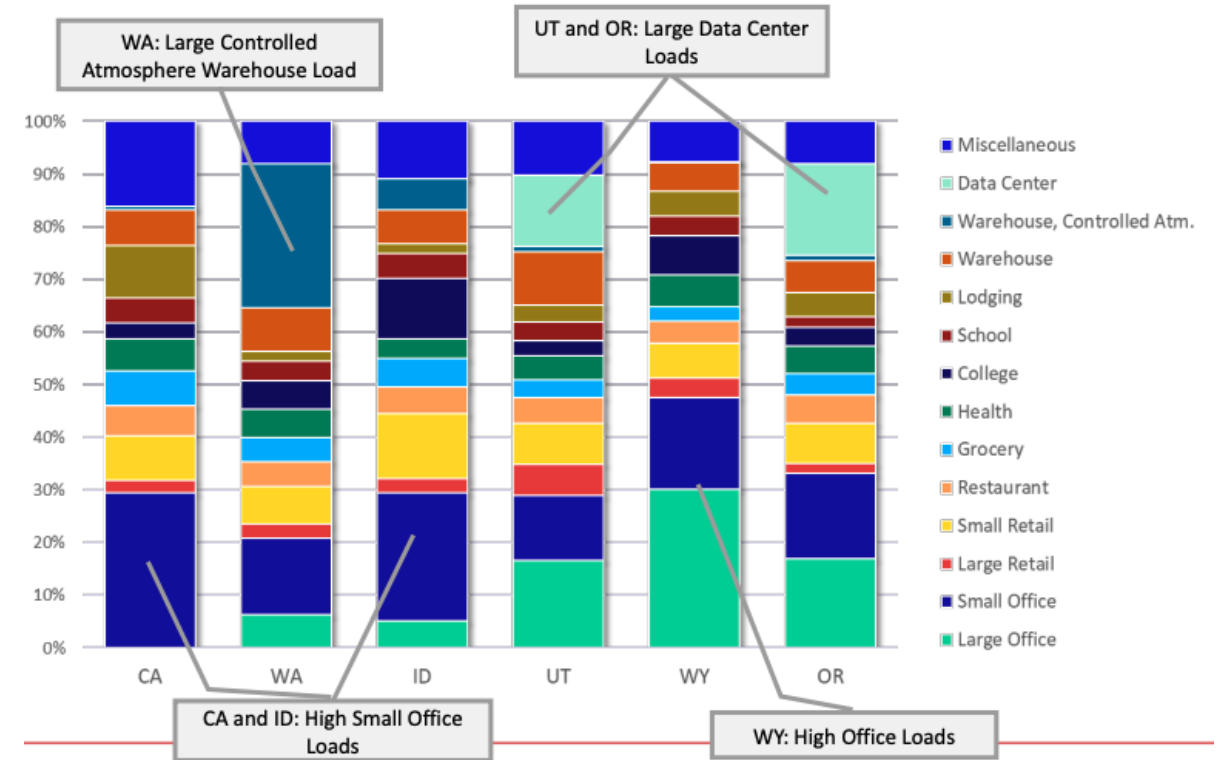 WA: Large Controlled
Atmosphere Warehouse Load
UT and OR: Large Data Center
Loads
100%
90%
80%
70%
60%
50%
40%
30%
20%
10%
0%
CA
WA
ID
UT
WY
OR
Miscellaneous
Data Center
Warehouse, Controlled Atm.
Warehouse
Lodging
School
College
Health
Grocery
Restaurant
Small Retail
Large Retail
Small Office
Large Office
CA and ID: High Small Office
Loads
WY: High Office Loads